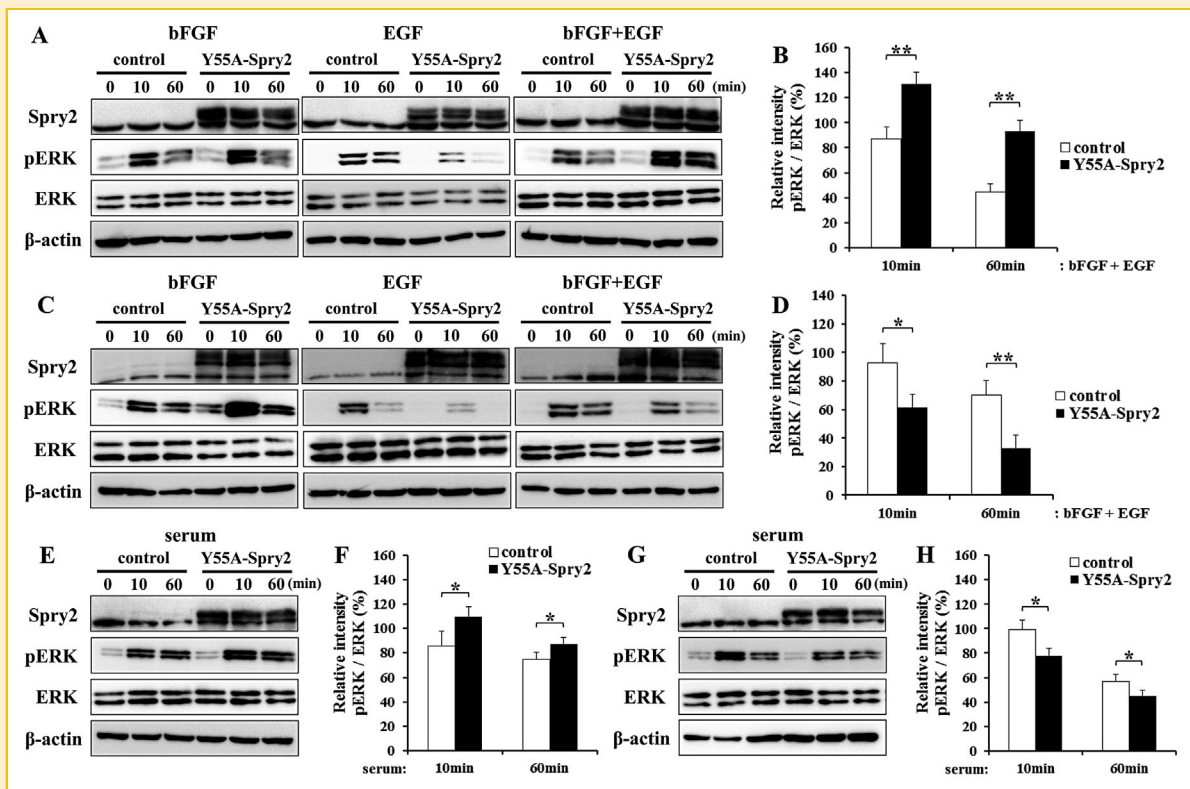 A
bFGF
EGF
bFGF+EGF
control
Y55A-Spry2
control
Y55A-Spry2
control
Y55A-Spry2
0 10 60 0 10 60 (min)
0 10 60 0 10 60 (min)
0 10 60 0 10 60 (min)
Spry2
pERK
ERK
β-actin
B
Relative intensity
pERK / ERK (%)
160
140
120
100
80
60
40
20
0
**
**
control
Y55A-Spry2
10min
60min
: bFGF + EGF
C
bFGF
EGF
bFGF+EGF
control
Y55A-Spry2
control
Y55A-Spry2
control
Y55A-Spry2
0 10 60 0 10 60 (min)
0 10 60 0 10 60 (min)
0 10 60 0 10 60 (min)
Spry2
pERK
ERK
β-actin
D
Relative intensity
pERK / ERK (%)
140
120
100
80
60
40
20
0
*
**
control
Y55A-Spry2
10min
60min
: bFGF + EGF
E
serum
control
Y55A-Spry2
0 10 60 0 10 60 (min)
Spry2
pERK
ERK
β-actin
F
Relative intensity
pERK / ERK (%)
160
140
120
100
80
60
40
20
0
control
Y55A-Spry2
*
*
serum:
10min
60min
G
serum
control
Y55A-Spry2
0 10 60 0 10 60 (min)
Spry2
pERK
ERK
β-actin
H
Relative intensity
pERK / ERK (%)
160
140
120
100
80
60
40
20
0
control
Y55A-Spry2
*
*
serum:
10min
60min